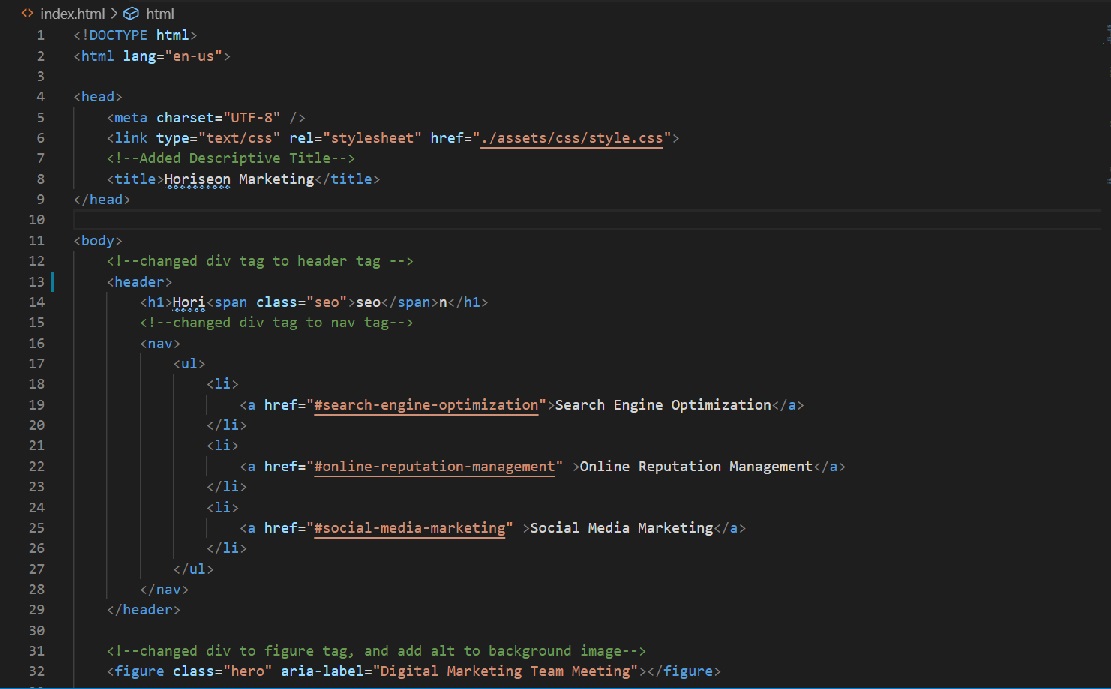 index.html > html
1 <!DOCTYPE html>
2 <html lang="en-us">
3
4 <head>
5     <meta charset="UTF-8" />
6     <link type="text/css" rel="stylesheet" href="./assets/css/style.css">
7     <!--Added Descriptive Title-->
8     <title>Horiseon Marketing</title>
9 </head>
10
11 <body>
12     <!--changed div tag to header tag -->
13     <header>
14         <h1>Hori<span class="seo">seo</span>n</h1>
15         <!--changed div tag to nav tag-->
16         <nav>
17             <ul>
18                 <li>
19                     <a href="#search-engine-optimization">Search Engine Optimization</a>
20                 </li>
21                 <li>
22                     <a href="#online-reputation-management" >Online Reputation Management</a>
23                 </li>
24                 <li>
25                     <a href="#social-media-marketing" >Social Media Marketing</a>
26                 </li>
27             </ul>
28         </nav>
29     </header>
30
31     <!--changed div to figure tag, and add alt to background image-->
32     <figure class="hero" aria-label="Digital Marketing Team Meeting"></figure>